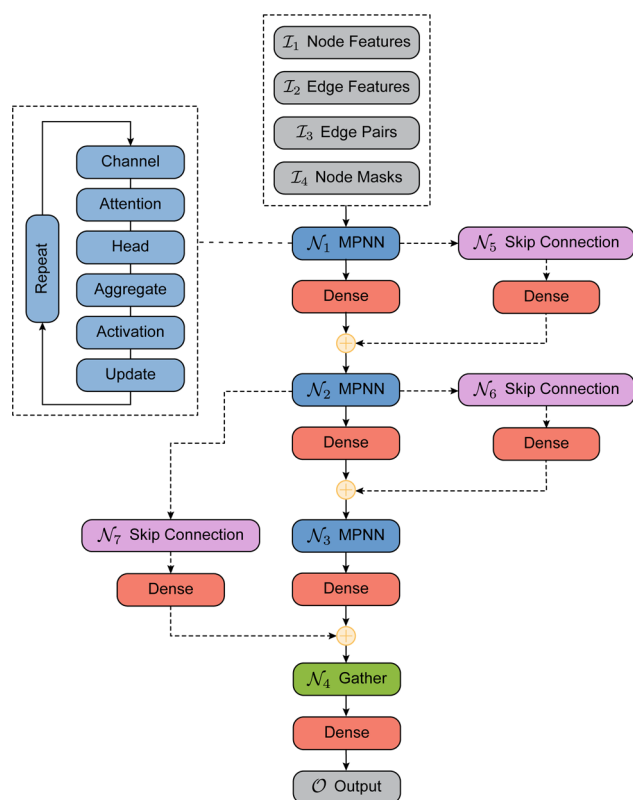 I₁ Node Features
I₂ Edge Features
I₃ Edge Pairs
I₄ Node Masks
Channel
Attention
Head
Aggregate
Activation
Update
Repeat
N₁ MPNN
N₅ Skip Connection
Dense
Dense
+
N₂ MPNN
N₆ Skip Connection
Dense
Dense
+
N₇ Skip Connection
N₃ MPNN
Dense
Dense
+
N₄ Gather
Dense
O Output